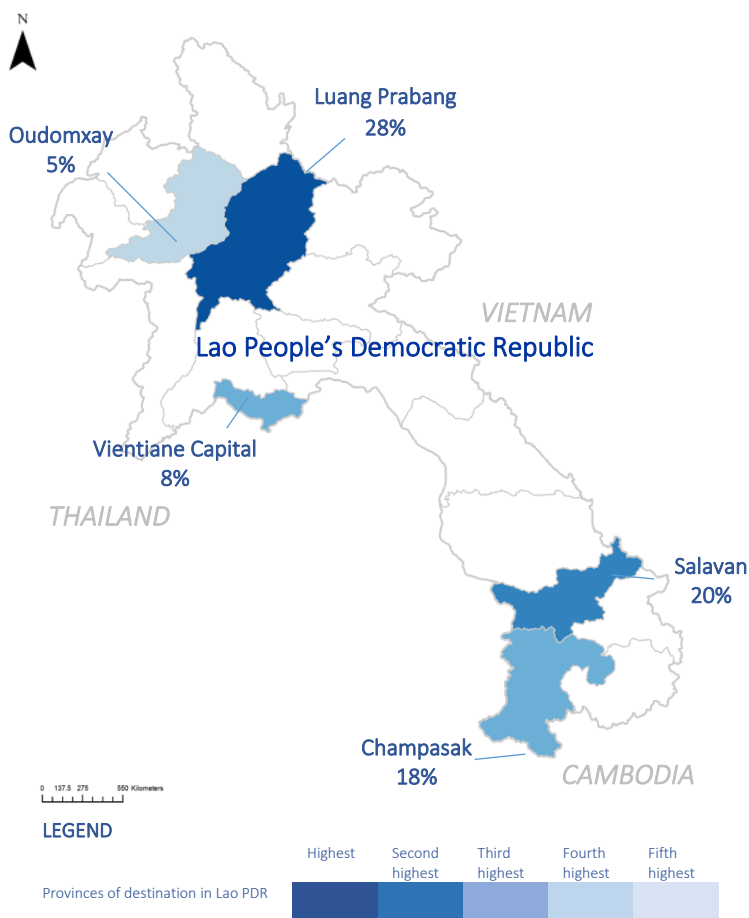 N
Luang Prabang
28%
Oudomxay
5%
VIETNAM
Lao People's Democratic Republic
Vientiane Capital
8%
THAILAND
Salavan
20%
Champasak
18%
CAMBODIA
0 137.5 275 550 Kilometers
LEGEND
Highest
Second
highest
Third
highest
Fourth
highest
Fifth
highest
Provinces of destination in Lao PDR